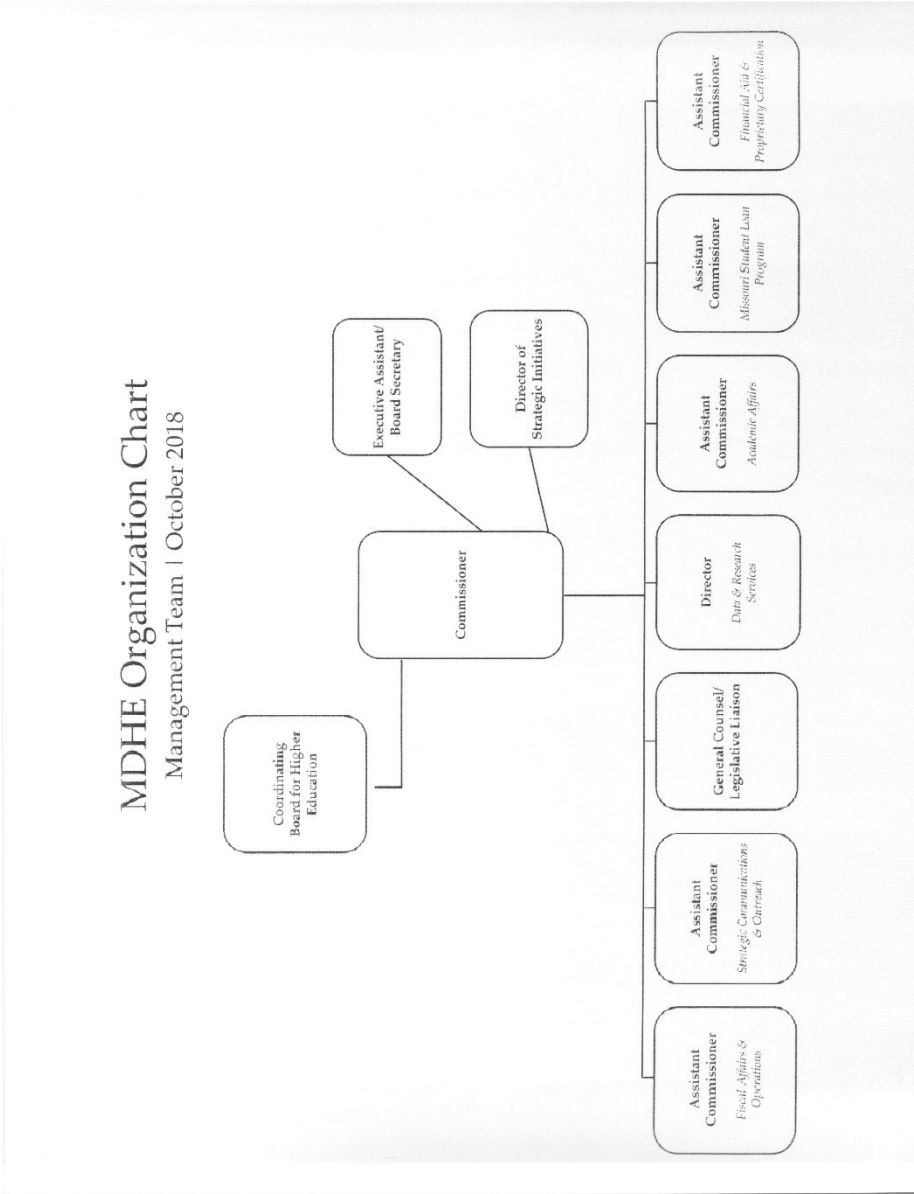 MDHE Organization Chart
Management Team | October 2018
Coordinating
Board for Higher
Education
Commissioner
Executive Assistant/
Board Secretary
Director of
Strategic Initiatives
Assistant
Commissioner
Fiscal Affairs &
Operations
Assistant
Commissioner
Strategic Communications
& Outreach
General Counsel/
Legislative Liaison
Director
Data & Research
Services
Assistant
Commissioner
Academic Affairs
Assistant
Commissioner
Missouri Student Loan
Program
Assistant
Commissioner
Financial Aid &
Proprietary Certification